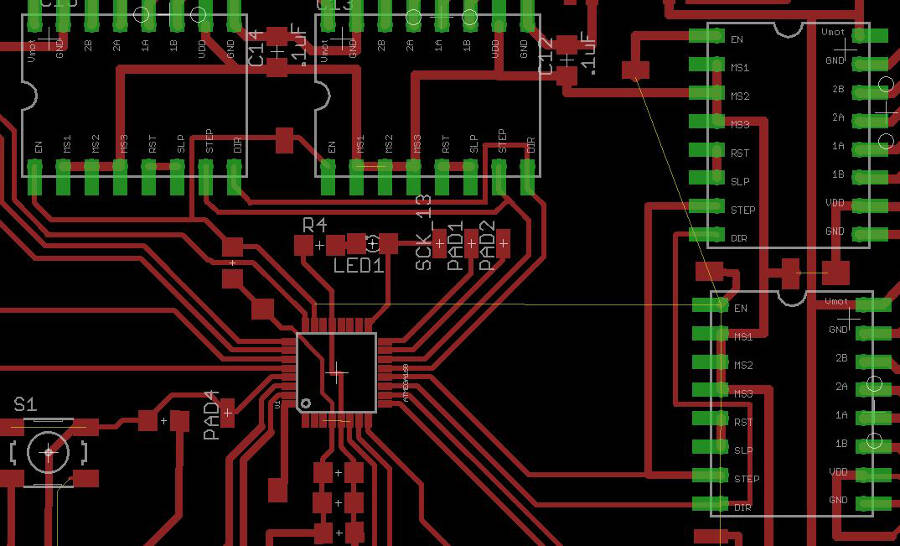 C13
C14
.1uF
C12
.1uF
Vmot
GND
2B
2A
1A
1B
VDD
GND
EN
MS1
MS2
MS3
RST
SLP
STEP
DIR
Vmot
GND
2B
2A
1A
1B
VDD
GND
EN
MS1
MS2
MS3
RST
SLP
STEP
DIR
EN
MS1
MS2
MS3
RST
SLP
STEP
DIR
Vmot
GND
2B
2A
1A
1B
VDD
GND
R4
LED1
SCK_13
PAD1
PAD2
EN
MS1
MS2
MS3
RST
SLP
STEP
DIR
Vmot
GND
2B
2A
1A
1B
VDD
GND
S1
PAD4